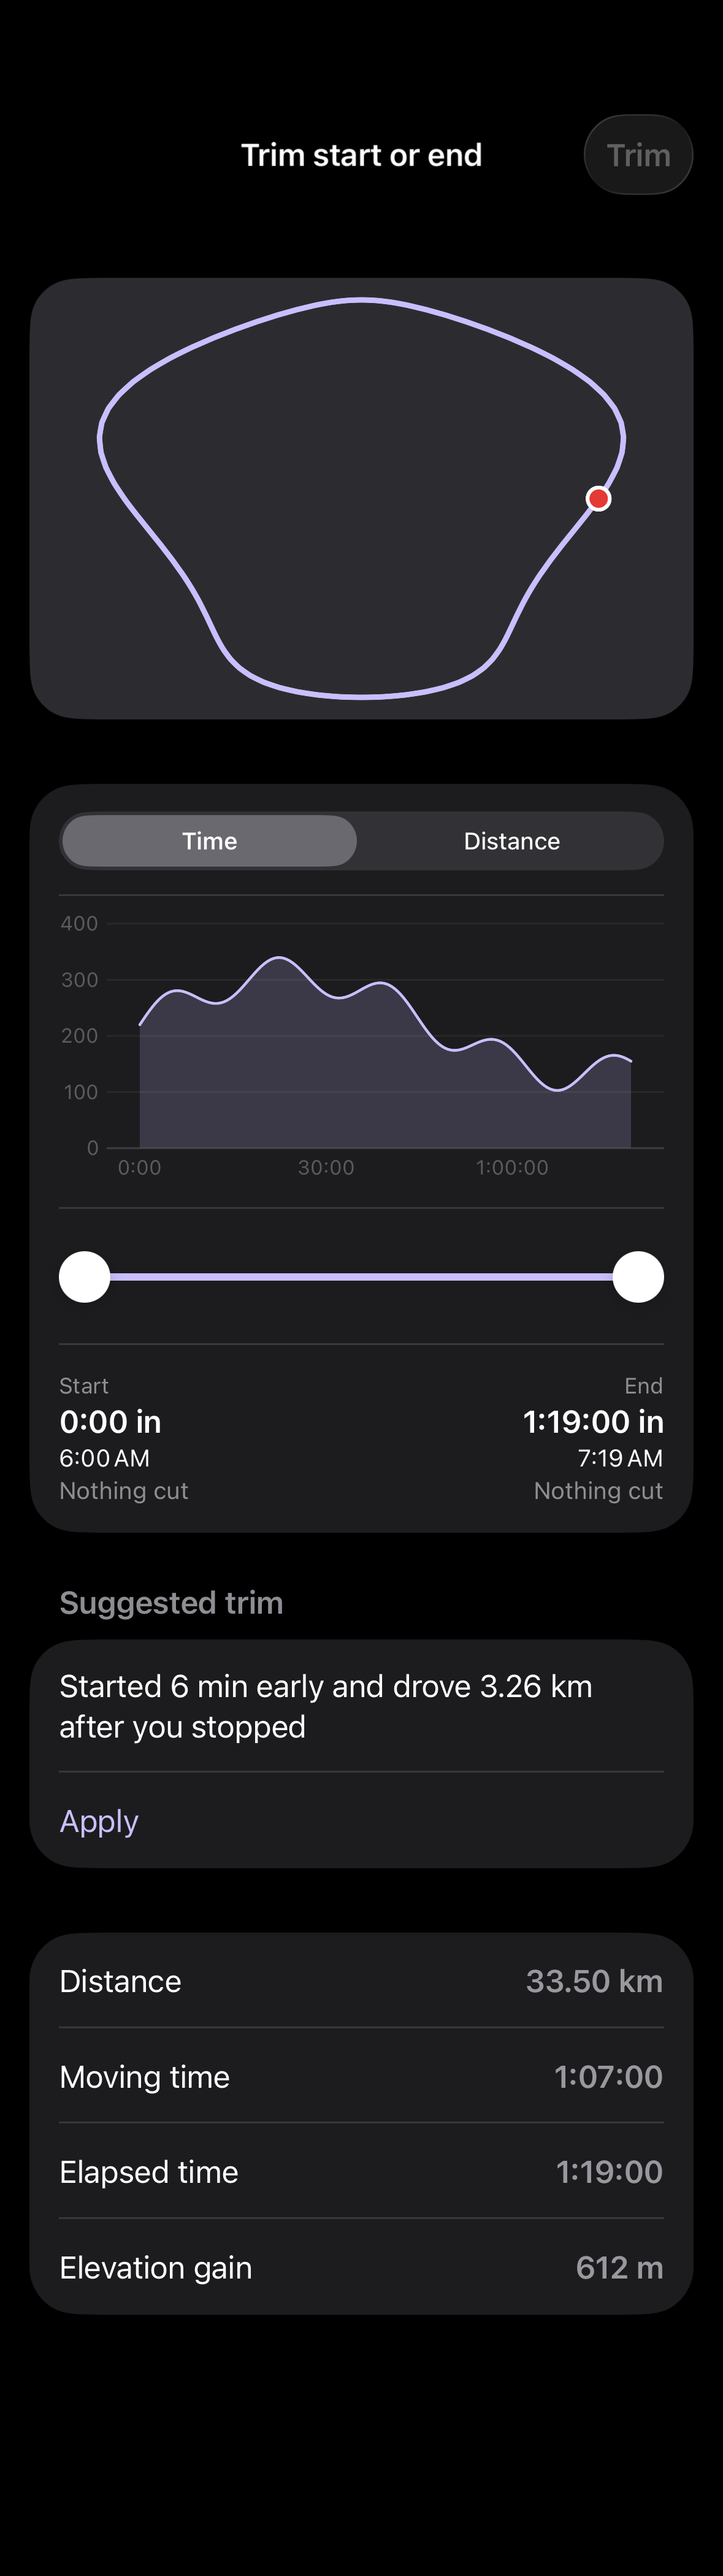 Trim start or end
Trim
Time
Distance
400
300
200
100
0
0:00
30:00
1:00:00
Start
End
0:00 in
1:19:00 in
6:00 AM
7:19 AM
Nothing cut
Nothing cut
Suggested trim
Started 6 min early and drove 3.26 km
after you stopped
Apply
Distance
33.50 km
Moving time
1:07:00
Elapsed time
1:19:00
Elevation gain
612 m